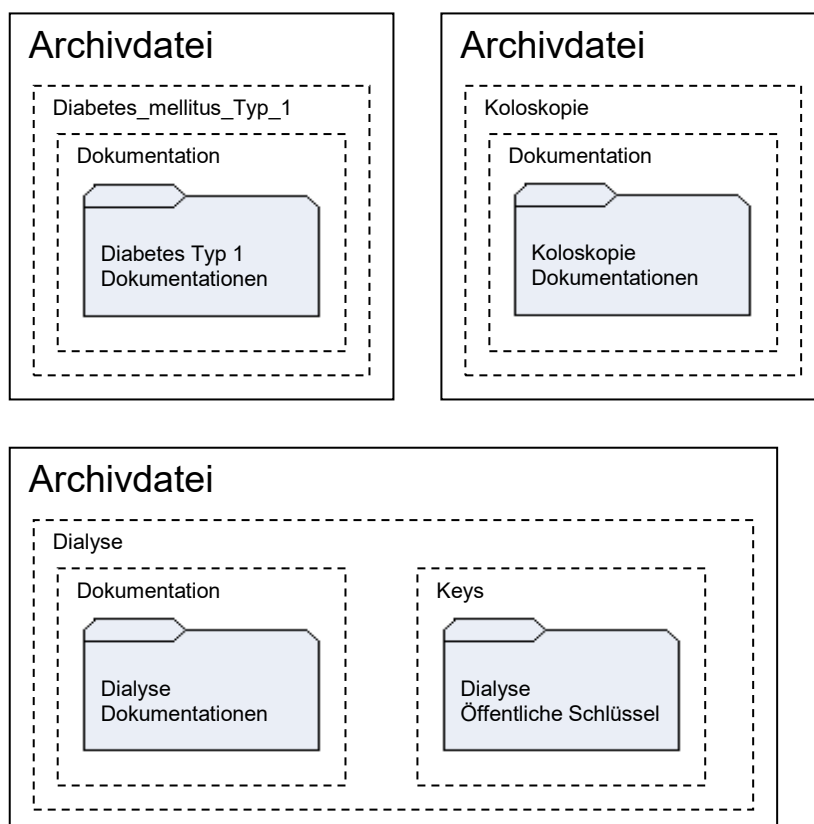 Archivdatei
Diabetes_mellitus_Typ_1
Dokumentation
Diabetes Typ 1
Dokumentationen
Archivdatei
Koloskopie
Dokumentation
Koloskopie
Dokumentationen
Archivdatei
Dialyse
Dokumentation
Dialyse
Dokumentationen
Keys
Dialyse
Öffentliche Schlüssel